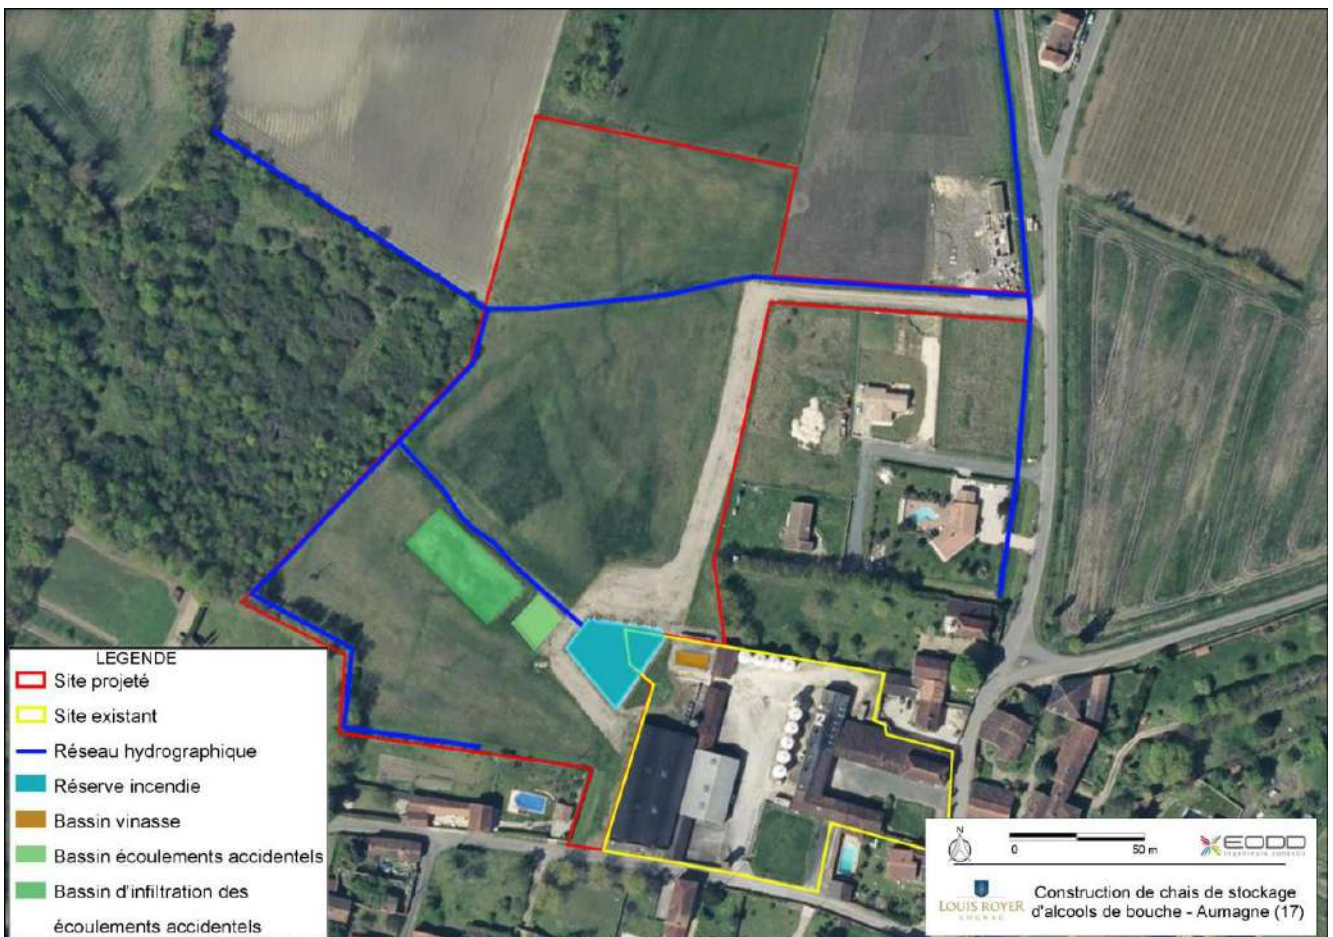 LEGENDE
Site projeté
Site existant
Réseau hydrographique
Réserve incendie
Bassin vinasse
Bassin écoulements accidentels
Bassin d'infiltration des
écoulements accidentels
N
0 50 m
EODD
LOUIS ROYER
COGNAC
Construction de chais de stockage
d'alcools de bouche - Aumagne (17)